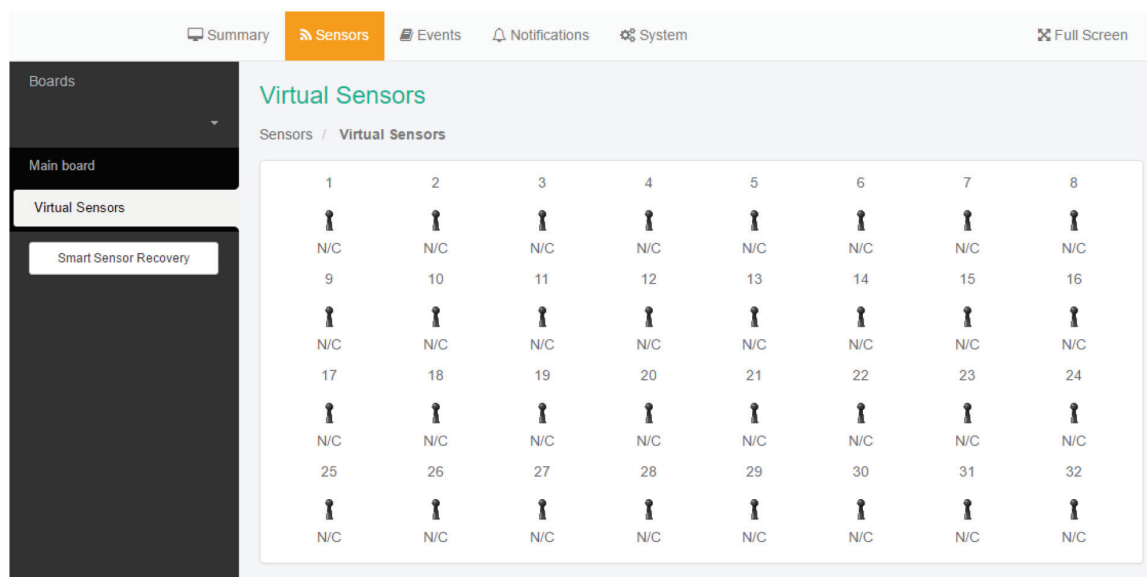 Summary Sensors Events Notifications System Full Screen
Boards
Main board
Virtual Sensors
Smart Sensor Recovery
Virtual Sensors
Sensors / Virtual Sensors
1 2 3 4 5 6 7 8
N/C N/C N/C N/C N/C N/C N/C N/C
9 10 11 12 13 14 15 16
N/C N/C N/C N/C N/C N/C N/C N/C
17 18 19 20 21 22 23 24
N/C N/C N/C N/C N/C N/C N/C N/C
25 26 27 28 29 30 31 32
N/C N/C N/C N/C N/C N/C N/C N/C